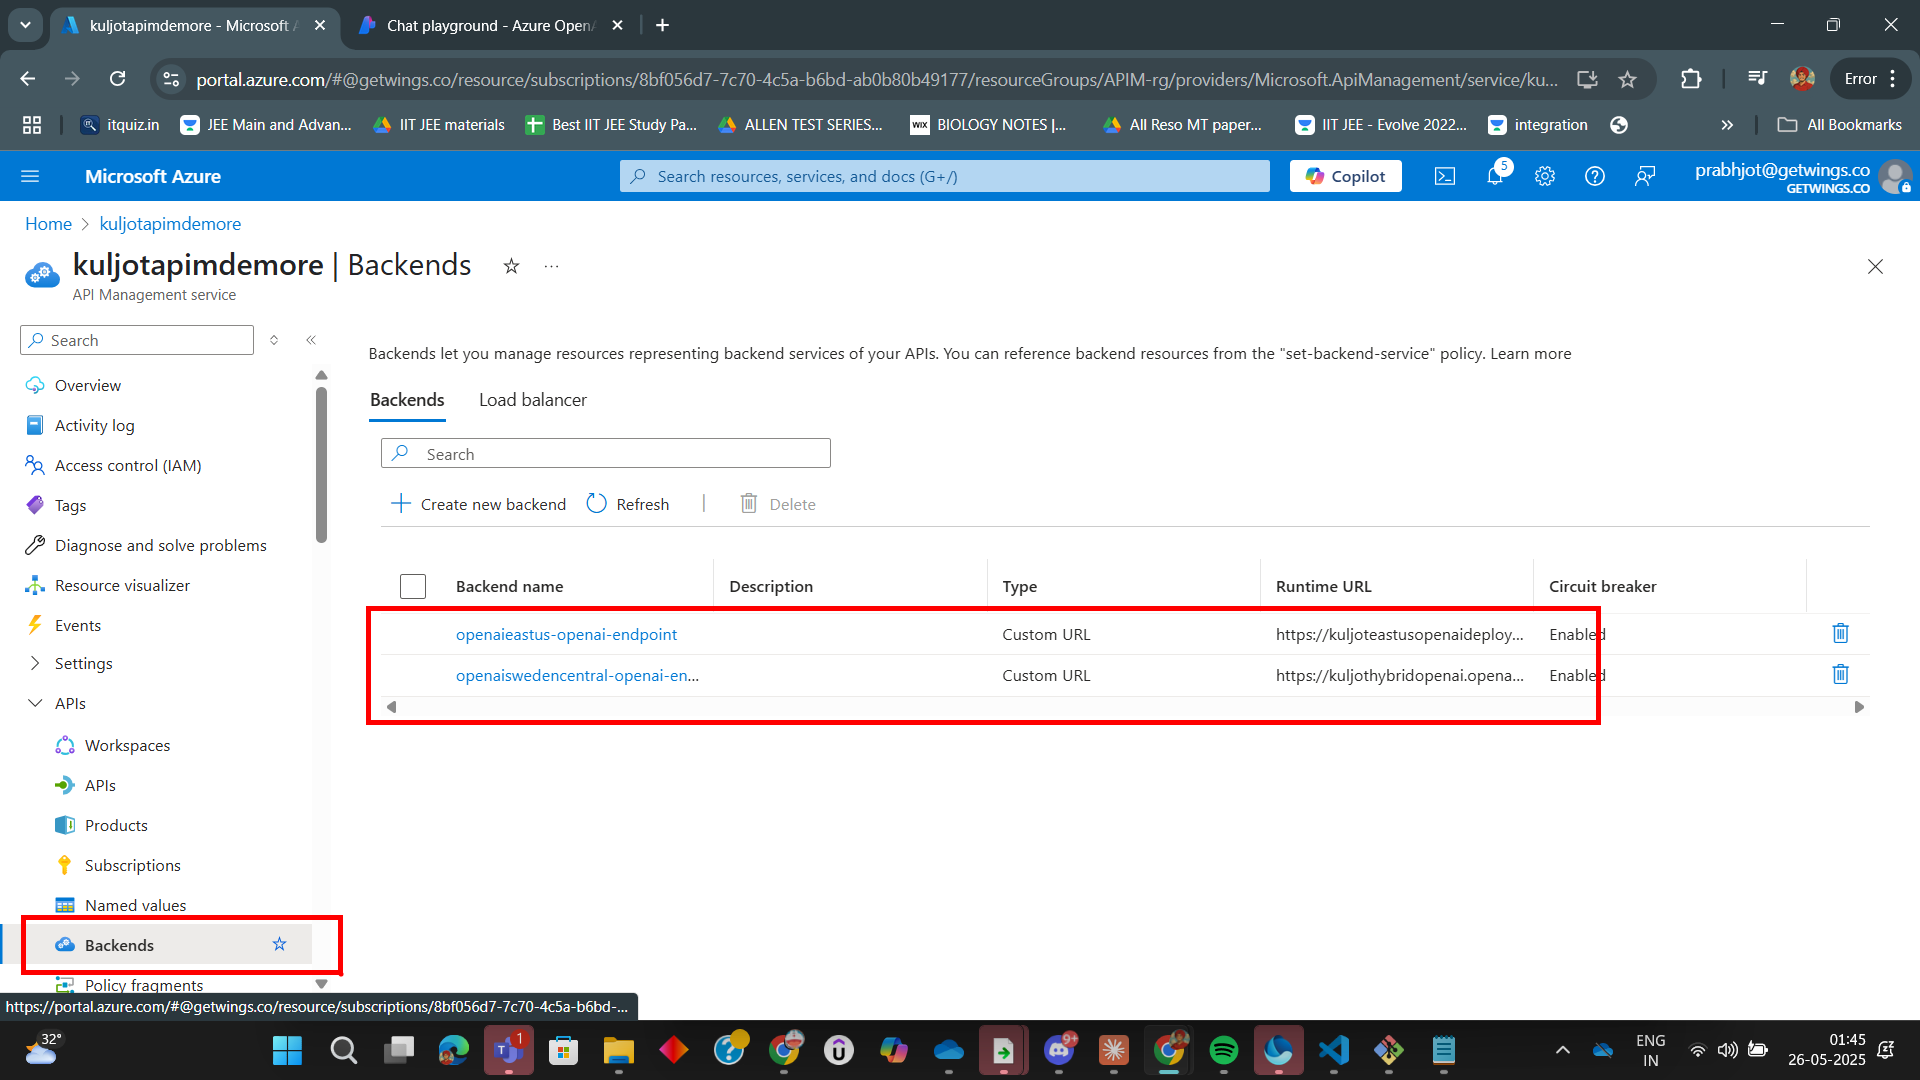 kuljotapimdemore - Microsoft A
Chat playground - Azure OpenA
portal.azure.com/#@getwings.co/resource/subscriptions/8bf056d7-7c70-4c5a-b6bd-ab0b80b49177/resourceGroups/APIM-rg/providers/Microsoft.ApiManagement/service/ku...
Error
itquiz.in
JEE Main and Advan...
IIT JEE materials
Best IIT JEE Study Pa...
ALLEN TEST SERIES...
WIX
BIOLOGY NOTES |...
All Reso MT paper...
IIT JEE - Evolve 2022...
integration
All Bookmarks
Microsoft Azure
Search resources, services, and docs (G+/)
Copilot
5
prabhjot@getwings.co
GETWINGS.CO
Home
kuljotapimdemore
kuljotapimdemore | Backends
API Management service
Search
Overview
Activity log
Access control (IAM)
Tags
Diagnose and solve problems
Resource visualizer
Events
Settings
APIs
Workspaces
APIs
Products
Subscriptions
Named values
Backends
Policy fragments
Backends let you manage resources representing backend services of your APIs. You can reference backend resources from the "set-backend-service" policy. Learn more
Backends Load balancer
Search
Create new backend Refresh | Delete
Backend name Description Type Runtime URL Circuit breaker
openaieastus-openai-endpoint Custom URL https://kuljoteastusopenaideploy... Enabled
openaiswedencentral-openai-en... Custom URL https://kuljothybridopenai.opena... Enabled
https://portal.azure.com/#@getwings.co/resource/subscriptions/8bf056d7-7c70-4c5a-b6bd-...
32°
1
9+
ENG
IN
01:45
26-05-2025